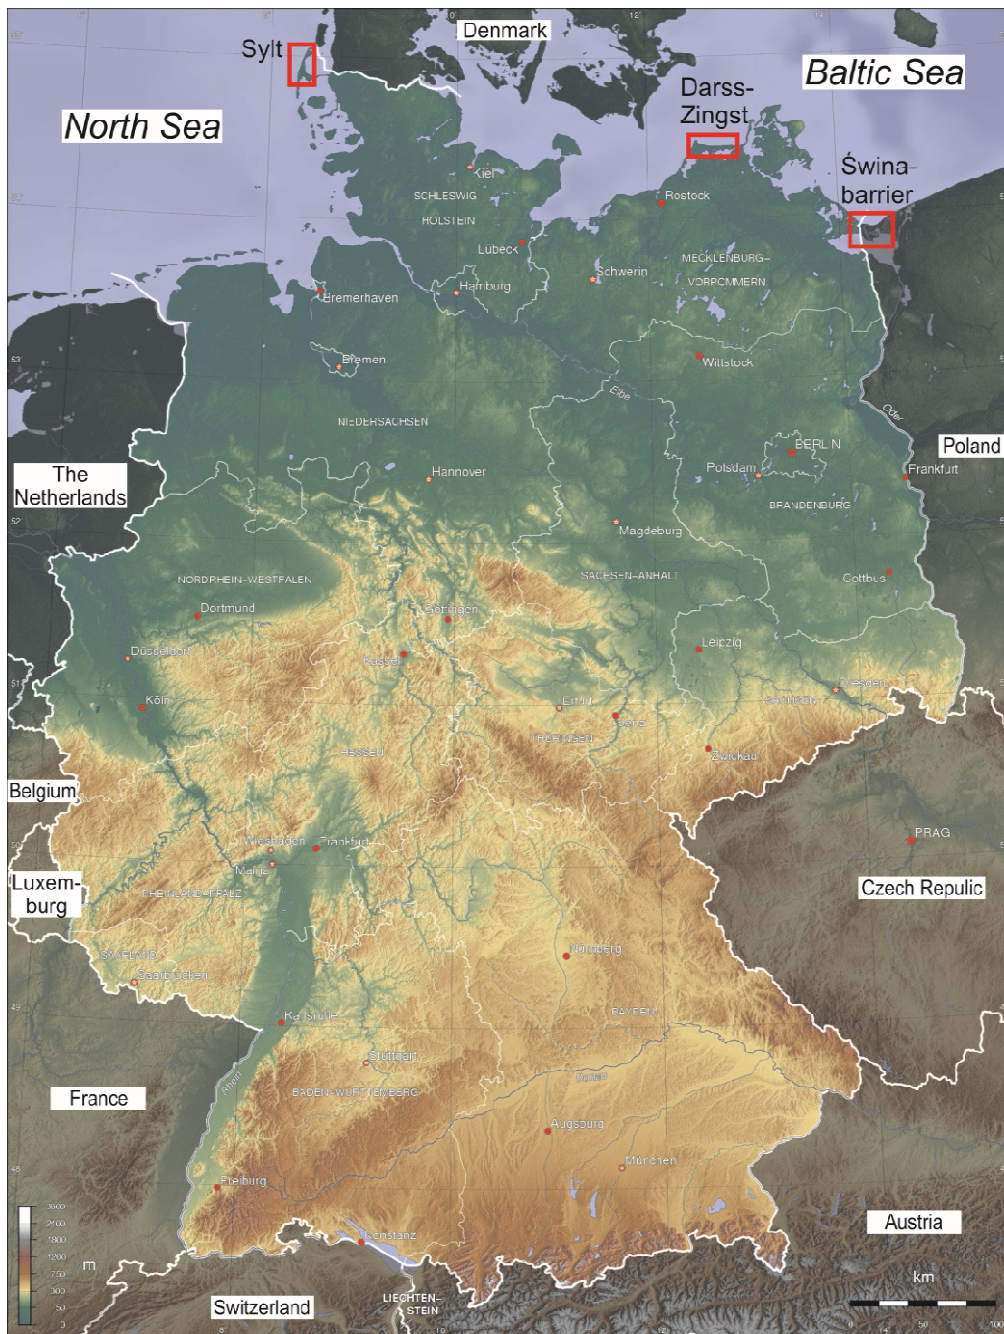 Denmark
Sylt
Baltic Sea
North Sea
Darss-
Zingst
Świna-
barrier
Kiel
SCHLESWIG
HOLSTEIN
Rostock
Lübeck
MECKLENBURG-
VORPOMMERN
Schwerin
Hamburg
Bremerhaven
Bremen
Wittstock
Elbe
Oder
NIEDERSACHSEN
BERLIN
Poland
The
Netherlands
Hannover
Potsdam
Frankfurt
BRANDENBURG
Magdeburg
NORDRHEIN-WESTFALEN
SACHSEN-ANHALT
Cottbus
Dortmund
Göttingen
Düsseldorf
Kassel
Leipzig
Köln
Erfurt
Dresden
SACHSEN
Jena
THÜRINGEN
HESSEN
Zwickau
Belgium
PRAG
Wiesbaden
Frankfurt
Mainz
Luxem-
burg
RHEINLAND-PFALZ
Czech Repulic
SAARLAND
Saarbrücken
Nürnberg
Karlsruhe
BAYERN
Stuttgart
Rhein
Donau
BADEN-WÜRTTEMBERG
France
Augsburg
München
Freiburg
Austria
Konstanz
m
km
Switzerland
LIECHTEN-
STEIN